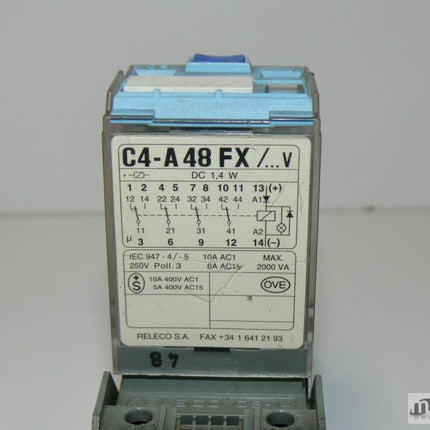 C4-A48 FX /... V
DC 1,4 W
1 2 4 5 7 8 10 11 13 (+)
12 14 22 24 32 34 42 44 A1
11 21 31 41 A2
µ 3 6 9 12 14 (–)
IEC 947 - 4 / - 5 10A AC1 MAX.
250V Poll. 3 6A AC15 2000 VA
+S 10A 400V AC1 ÖVE
5A 400V AC15
RELECO S.A. FAX +34 1 641 21 93
48